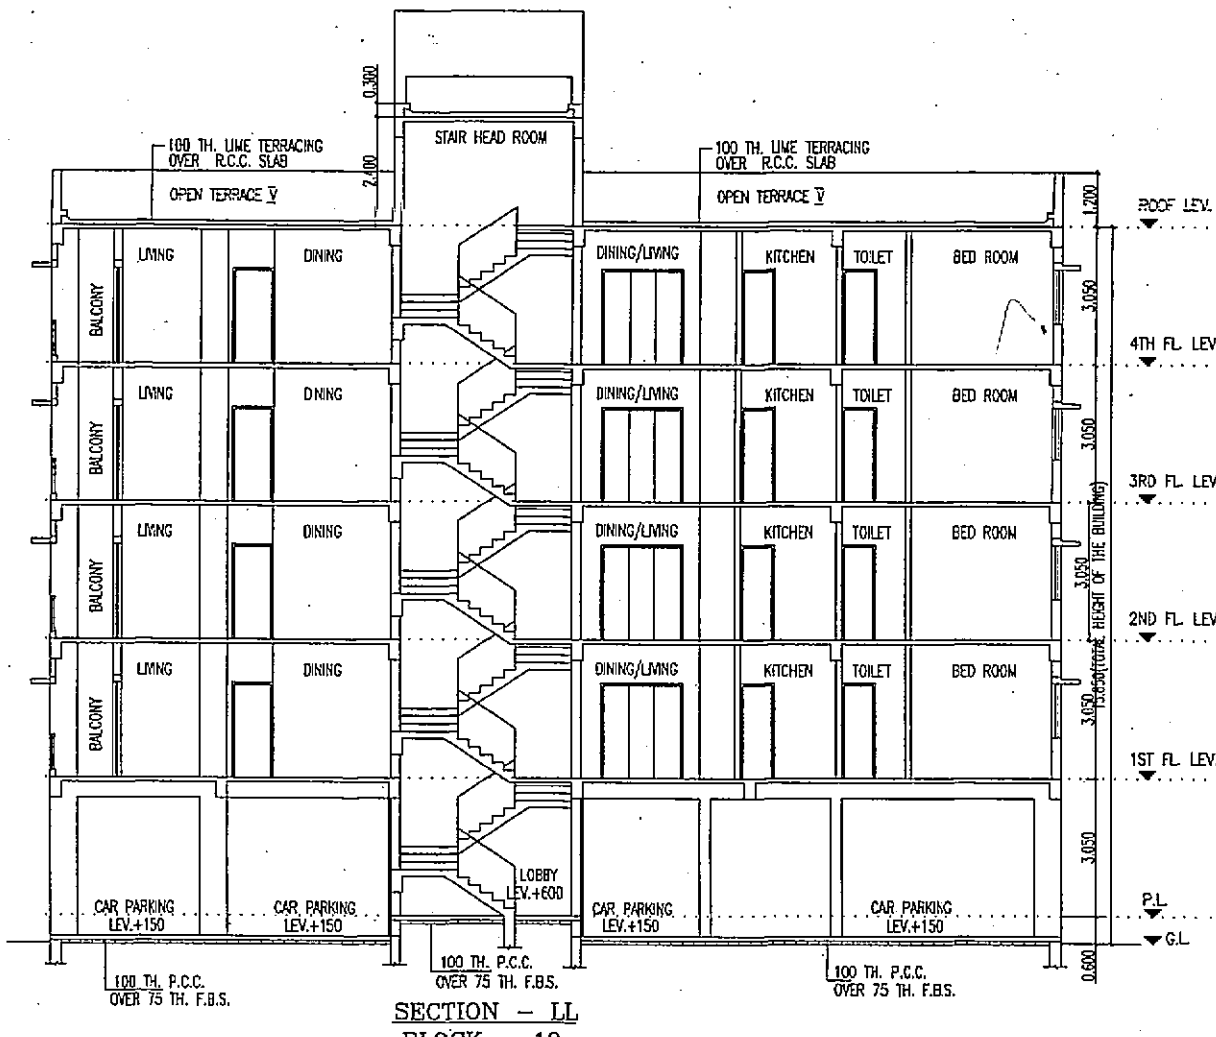 0.300
STAIR HEAD ROOM
100 TH. LIME TERRACING
OVER R.C.C. SLAB
100 TH. LIME TERRACING
OVER R.C.C. SLAB
2.400
OPEN TERRACE V
OPEN TERRACE V
1.200
ROOF LEV.
LIVING
DINING
DINING/LIVING
KITCHEN
TOILET
BED ROOM
BALCONY
3.050
4TH FL. LEV
LIVING
DINING
DINING/LIVING
KITCHEN
TOILET
BED ROOM
BALCONY
3.050
3RD FL. LEV
LIVING
DINING
DINING/LIVING
KITCHEN
TOILET
BED ROOM
BALCONY
3.050
15.850(TOTAL HEIGHT OF THE BUILDING)
2ND FL. LEV
LIVING
DINING
DINING/LIVING
KITCHEN
TOILET
BED ROOM
BALCONY
3.050
1ST FL. LEV.
3.050
LOBBY
LEV.+600
CAR PARKING
LEV.+150
CAR PARKING
LEV.+150
CAR PARKING
LEV.+150
CAR PARKING
LEV.+150
P.L.
G.L.
0.600
100 TH. P.C.C.
OVER 75 TH. F.B.S.
100 TH. P.C.C.
OVER 75 TH. F.B.S.
100 TH. P.C.C.
OVER 75 TH. F.B.S.
SECTION - LL